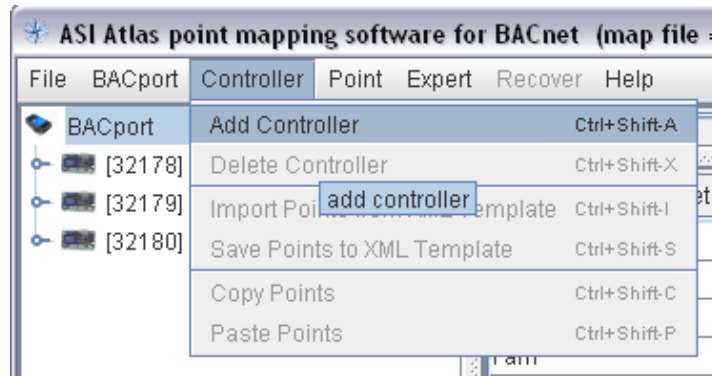 ASI Atlas point mapping software for BACnet (map file =
File BACport Controller Point Expert Recover Help
BACport
[32178]
[32179]
[32180]
Add Controller Ctrl+Shift-A
Delete Controller Ctrl+Shift-X
add controller
Import Poi Template Ctrl+Shift-I
Save Points to XML Template Ctrl+Shift-S
Copy Points Ctrl+Shift-C
Paste Points Ctrl+Shift-P
et